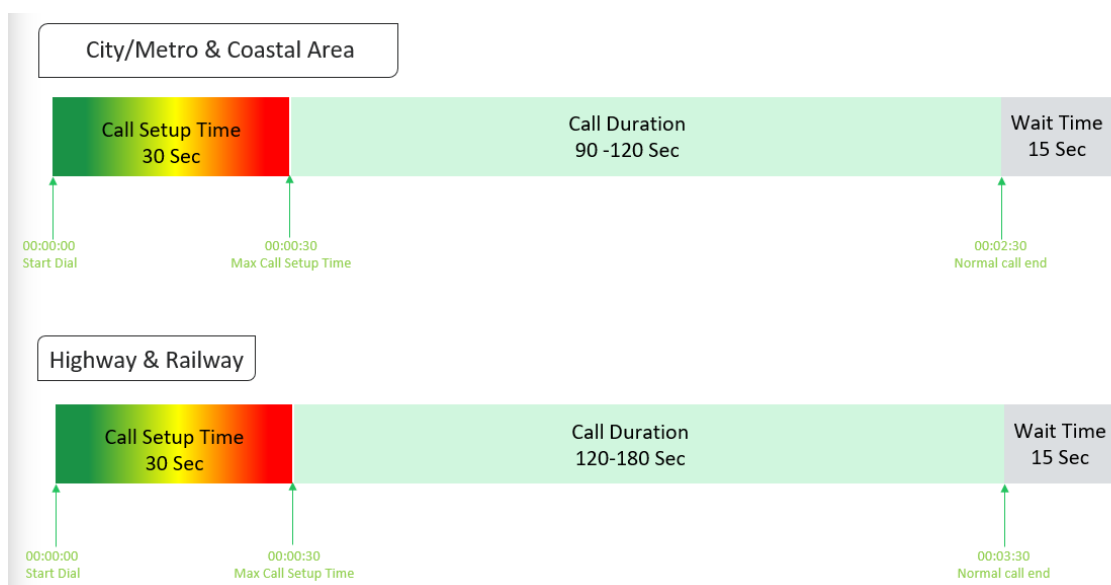 City/Metro & Coastal Area
Call Setup Time
30 Sec
Call Duration
90 -120 Sec
Wait Time
15 Sec
00:00:00
Start Dial
00:00:30
Max Call Setup Time
00:02:30
Normal call end
Highway & Railway
Call Setup Time
30 Sec
Call Duration
120-180 Sec
Wait Time
15 Sec
00:00:00
Start Dial
00:00:30
Max Call Setup Time
00:03:30
Normal call end